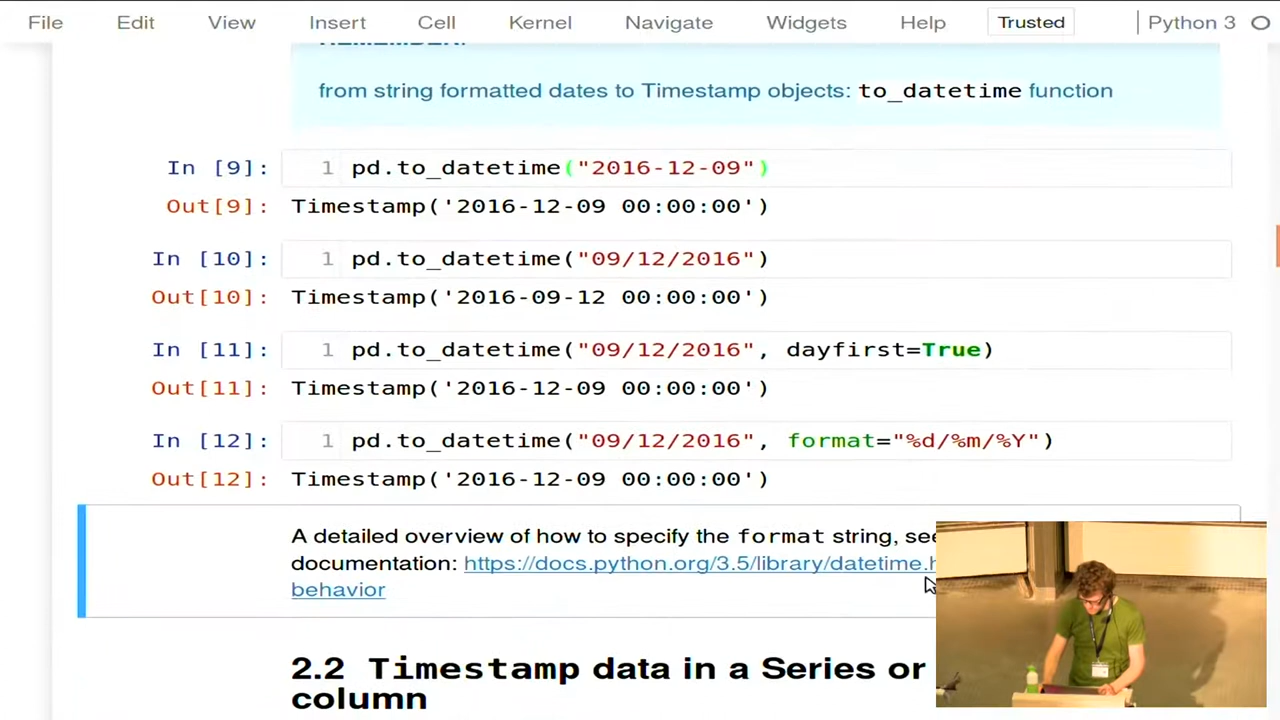 File Edit View Insert Cell Kernel Navigate Widgets Help Trusted Python 3
REMEMBER:
from string formatted dates to Timestamp objects: to_datetime function
In [9]: 1 pd.to_datetime("2016-12-09")
Out[9]: Timestamp('2016-12-09 00:00:00')
In [10]: 1 pd.to_datetime("09/12/2016")
Out[10]: Timestamp('2016-09-12 00:00:00')
In [11]: 1 pd.to_datetime("09/12/2016", dayfirst=True)
Out[11]: Timestamp('2016-12-09 00:00:00')
In [12]: 1 pd.to_datetime("09/12/2016", format="%d/%m/%Y")
Out[12]: Timestamp('2016-12-09 00:00:00')
A detailed overview of how to specify the format string, see
documentation: https://docs.python.org/3.5/library/datetime.h
behavior
2.2 Timestamp data in a Series or
column